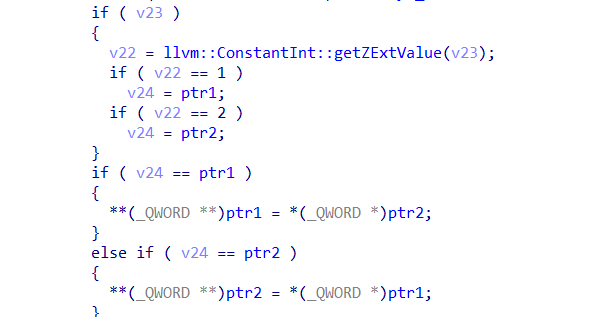 if ( v23 )
{
v22 = llvm::ConstantInt::getZExtValue(v23);
if ( v22 == 1 )
v24 = ptr1;
if ( v22 == 2 )
v24 = ptr2;
}
if ( v24 == ptr1 )
{
**(_QWORD **)ptr1 = *(_QWORD *)ptr2;
}
else if ( v24 == ptr2 )
{
**(_QWORD **)ptr2 = *(_QWORD *)ptr1;
}